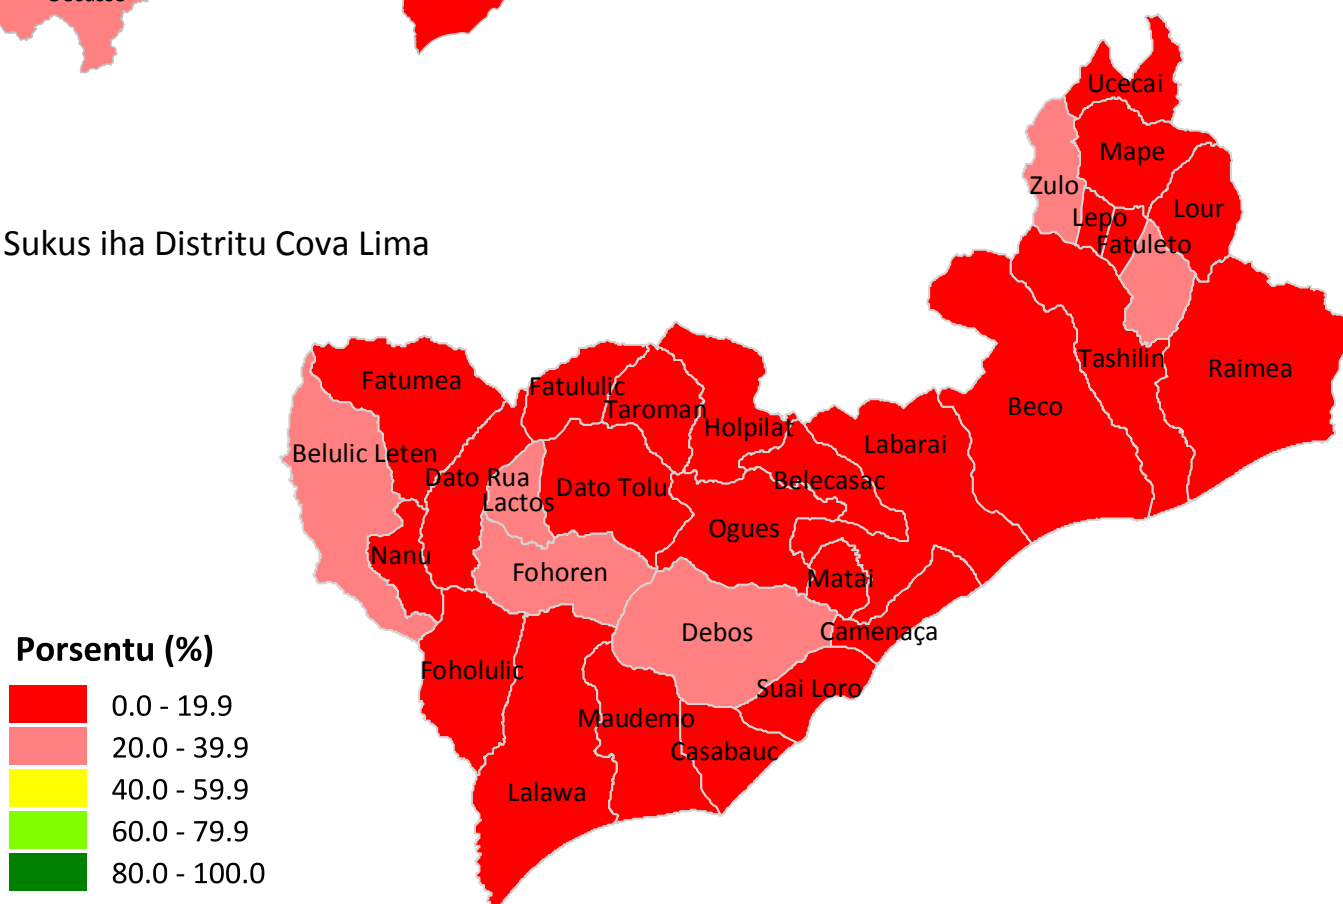 Sukus iha Distritu Cova Lima
Ucecai
Mape
Zulo
Lepo
Lour
Fatuleto
Fatumea
Fatululic
Taroman
Holpilat
Tashilin
Raimea
Beco
Labarai
Belulic Leten
Dato Rua
Lactos
Dato Tolu
Belecasac
Ogues
Nanu
Fohoren
Matai
Debos
Camenaça
Foholulic
Suai Loro
Maudemo
Casabauc
Lalawa
Porsentu (%)
0.0 - 19.9
20.0 - 39.9
40.0 - 59.9
60.0 - 79.9
80.0 - 100.0